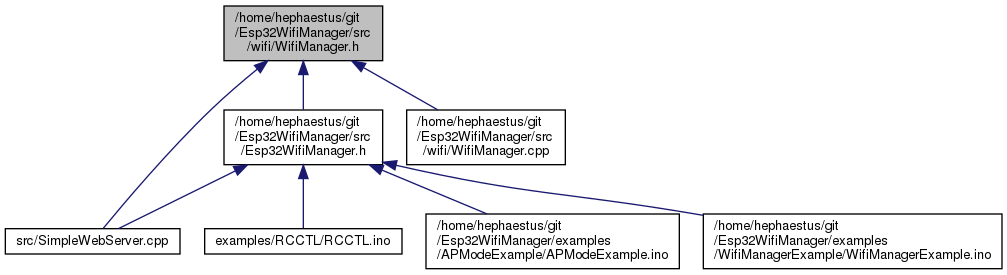 /home/hephaestus/git
/Esp32WifiManager/src
/wifi/WifiManager.h
/home/hephaestus/git
/Esp32WifiManager/src
/Esp32WifiManager.h
/home/hephaestus/git
/Esp32WifiManager/src
/wifi/WifiManager.cpp
src/SimpleWebServer.cpp
examples/RCCTL/RCCTL.ino
/home/hephaestus/git
/Esp32WifiManager/examples
/APModeExample/APModeExample.ino
/home/hephaestus/git
/Esp32WifiManager/examples
/WifiManagerExample/WifiManagerExample.ino